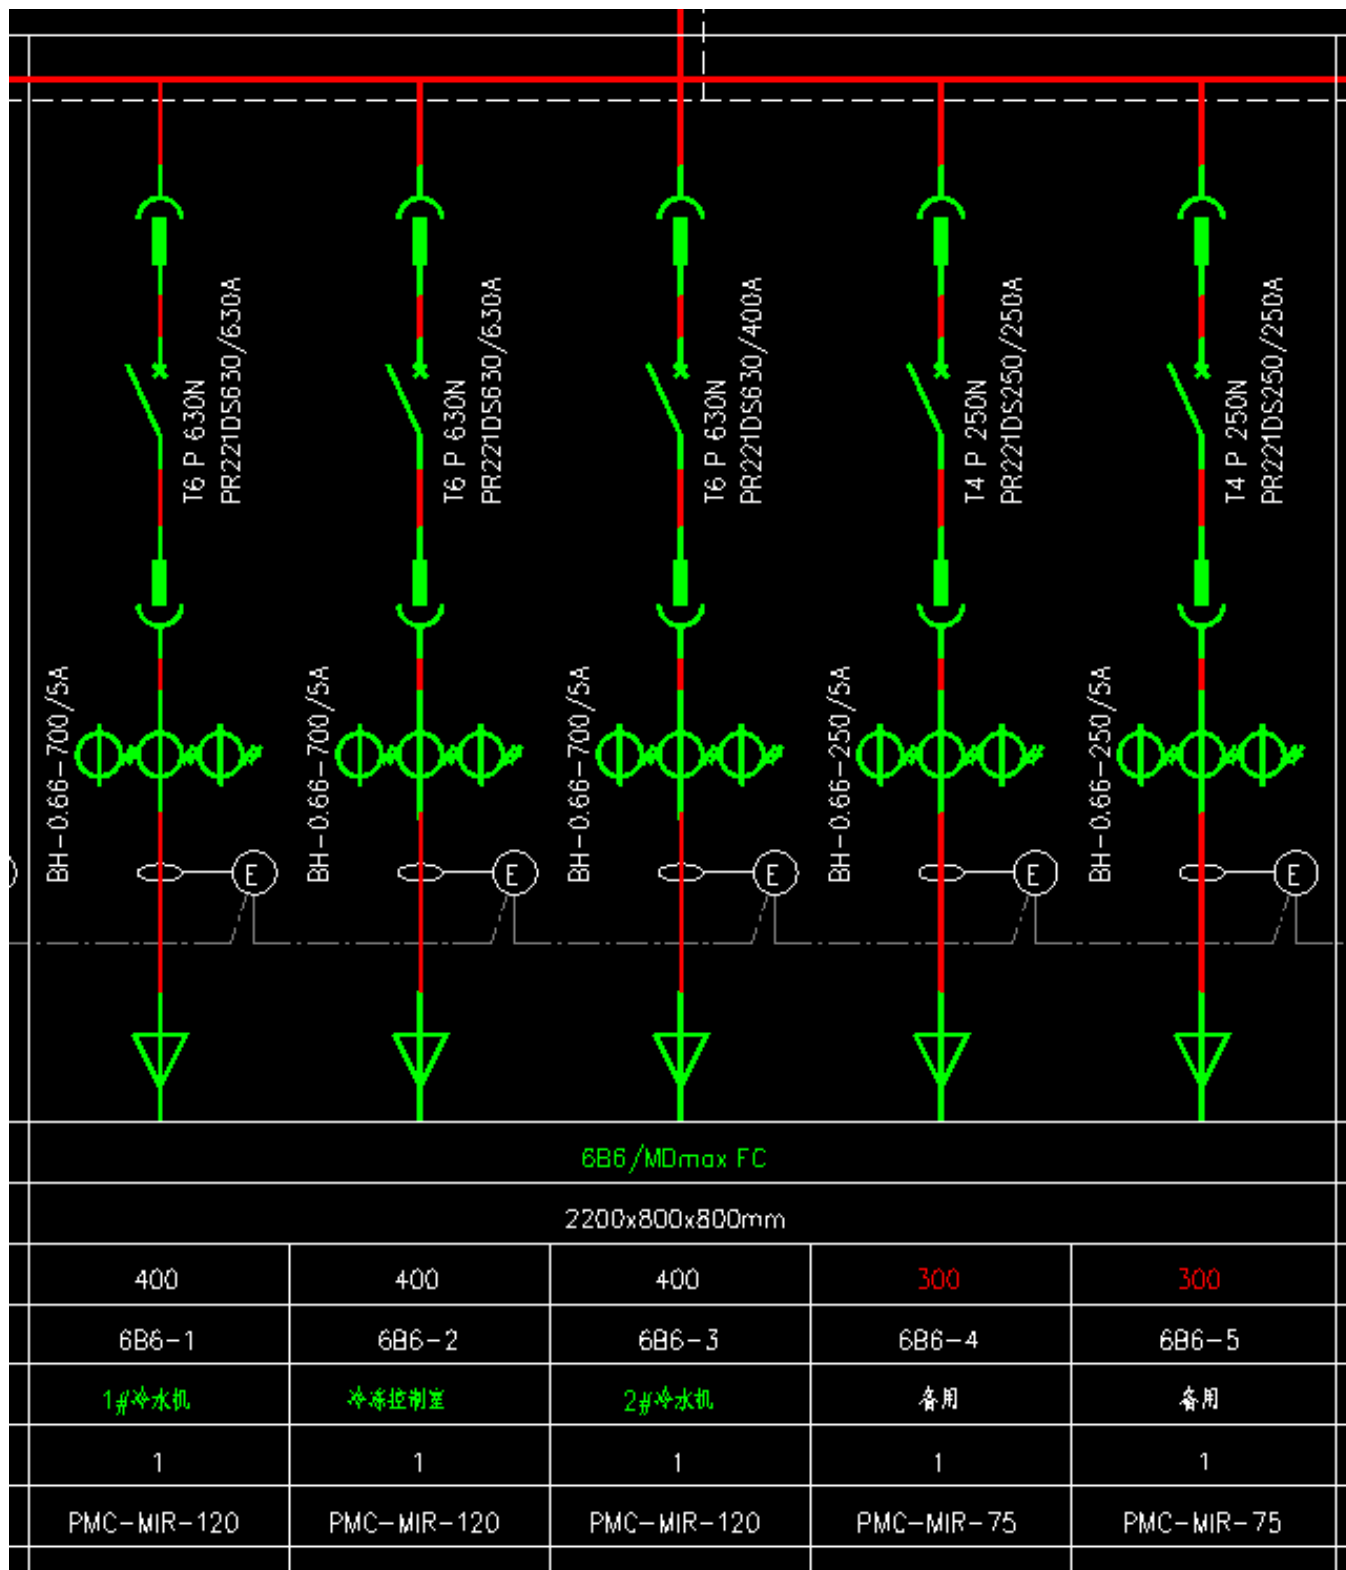 T6 P 630N
PR221DS630/630A
T6 P 630N
PR221DS630/630A
T6 P 630N
PR221DS630/400A
T4 P 250N
PR221DS250/250A
T4 P 250N
PR221DS250/250A
BH-0.66-700/5A
BH-0.66-700/5A
BH-0.66-700/5A
BH-0.66-250/5A
BH-0.66-250/5A
E
E
E
E
E
6B6/MDmax FC
2200x800x800mm
400 400 400 300 300
6B6-1 6B6-2 6B6-3 6B6-4 6B6-5
1#冷水机 冷冻控制室 2#冷水机 备用 备用
1 1 1 1 1
PMC-MIR-120 PMC-MIR-120 PMC-MIR-120 PMC-MIR-75 PMC-MIR-75